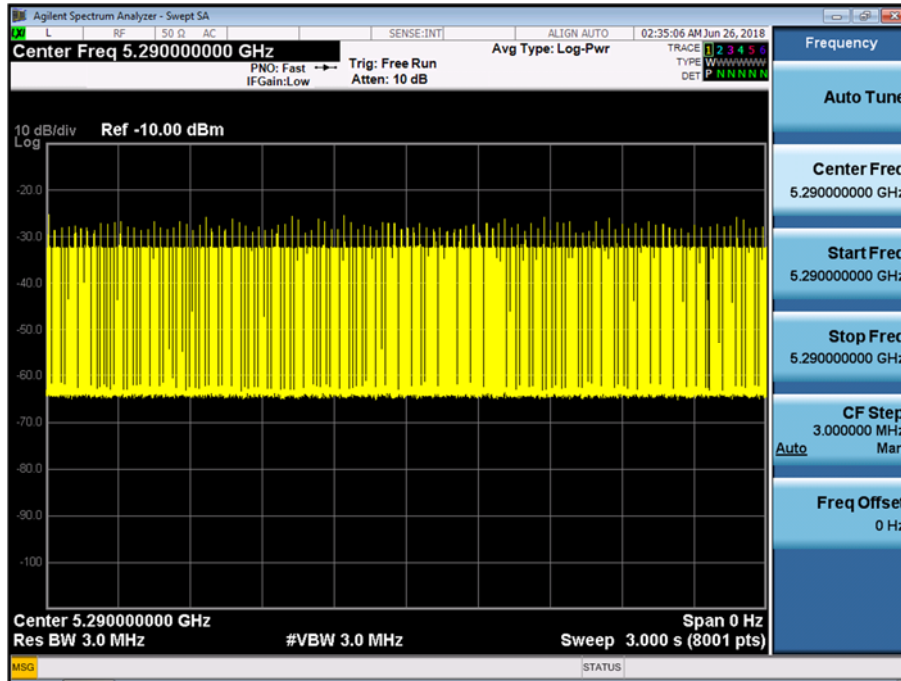 Agilent Spectrum Analyzer - Swept SA
L RF 50 Ω AC SENSE:INT ALIGN AUTO 02:35:06 AM Jun 26, 2018
Center Freq 5.290000000 GHz
PNO: Fast
IFGain:Low
Trig: Free Run
Atten: 10 dB
Avg Type: Log-Pwr
TRACE 1 2 3 4 5 6
TYPE WWWWWW
DET P N N N N N
10 dB/div Ref -10.00 dBm
Log
-20.0
-30.0
-40.0
-50.0
-60.0
-70.0
-80.0
-90.0
-100
Center 5.290000000 GHz Span 0 Hz
Res BW 3.0 MHz #VBW 3.0 MHz Sweep 3.000 s (8001 pts)
MSG STATUS
Frequency
Auto Tune
Center Freq
5.290000000 GHz
Start Freq
5.290000000 GHz
Stop Freq
5.290000000 GHz
CF Step
3.000000 MHz
Auto Man
Freq Offset
0 Hz